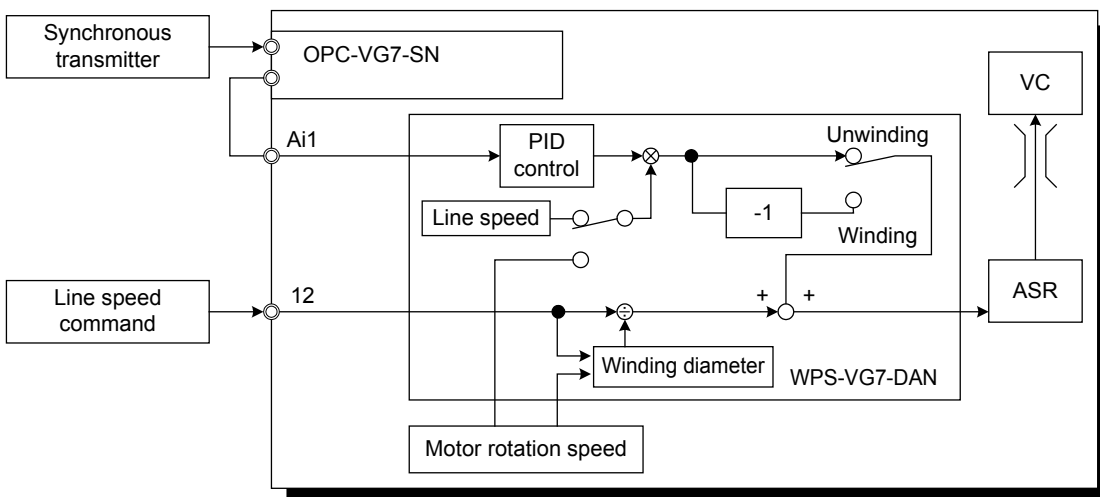 Synchronous
transmitter
OPC-VG7-SN
VC
Ai1
PID
control
Unwinding
Line speed
-1
Winding
Line speed
command
12
+ +
ASR
Winding diameter
WPS-VG7-DAN
Motor rotation speed